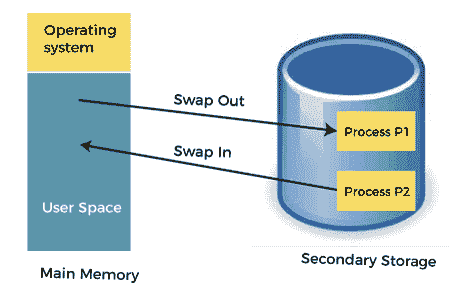 Operating
system
Swap Out
Process P1
Swap In
Process P2
User Space
Main Memory
Secondary Storage